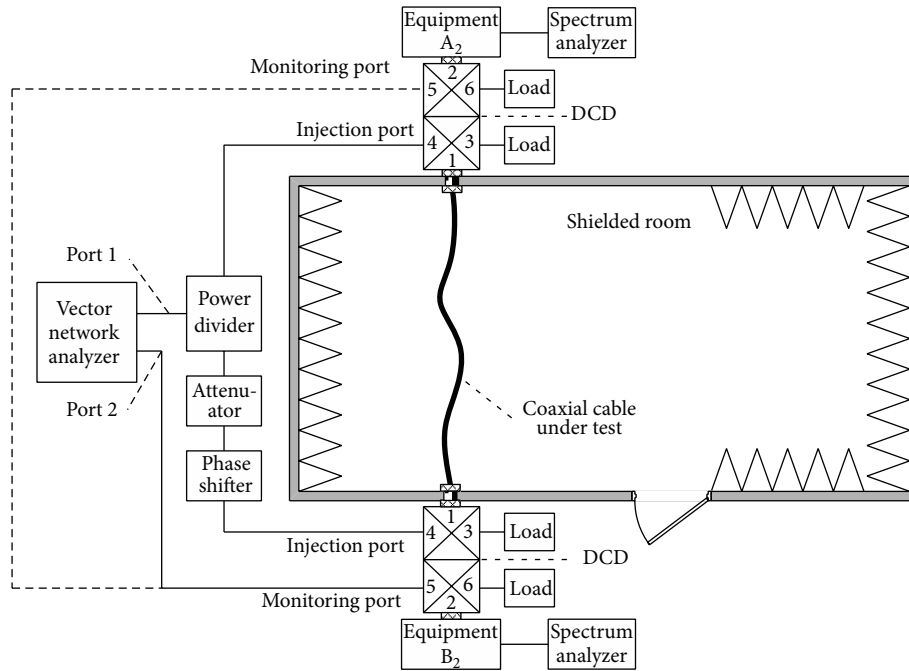 Equipment
A2
Spectrum
analyzer
Monitoring port
2
5
6
Load
DCD
Injection port
4
3
Load
1
Shielded room
Port 1
Vector
network
analyzer
Power
divider
Port 2
Attenu-
ator
Coaxial cable
under test
Phase
shifter
1
4
3
Load
Injection port
DCD
5
6
Load
Monitoring port
2
Equipment
B2
Spectrum
analyzer